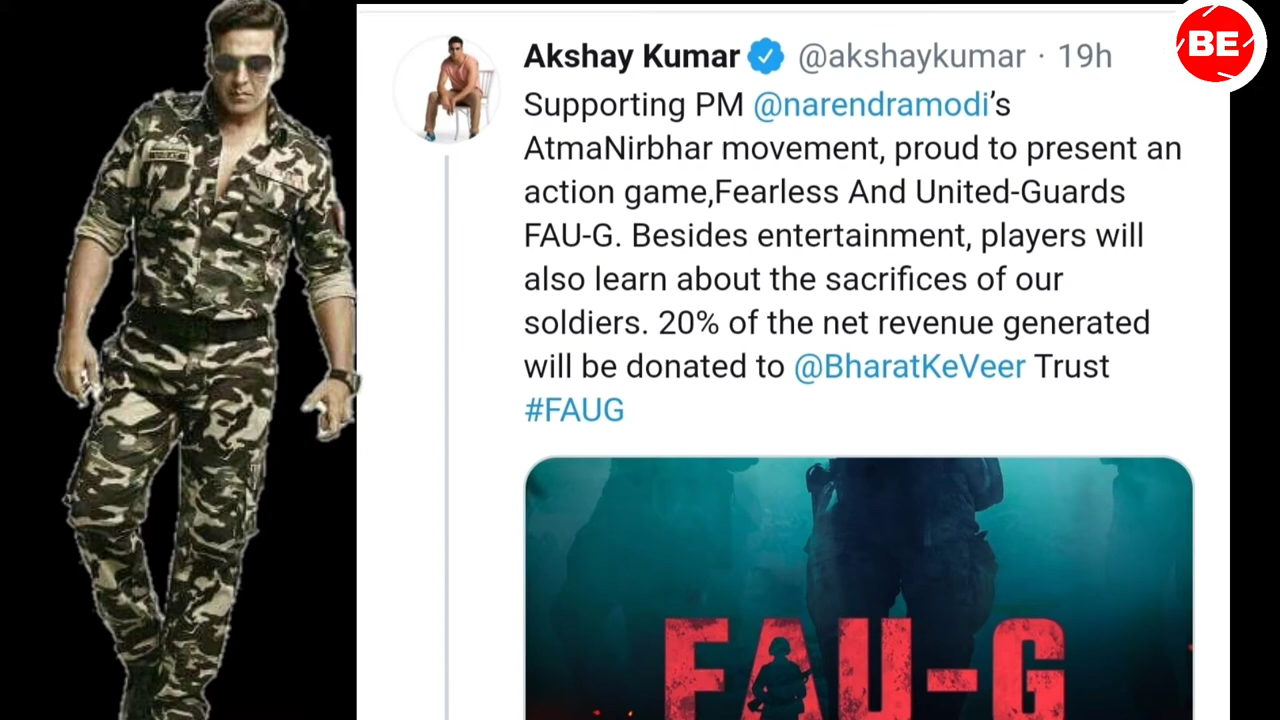 BE
Akshay Kumar @akshaykumar · 19h
Supporting PM @narendramodi’s
AtmaNirbhar movement, proud to present an
action game,Fearless And United-Guards
FAU-G. Besides entertainment, players will
also learn about the sacrifices of our
soldiers. 20% of the net revenue generated
will be donated to @BharatKeVeer Trust
#FAUG
FAU-G